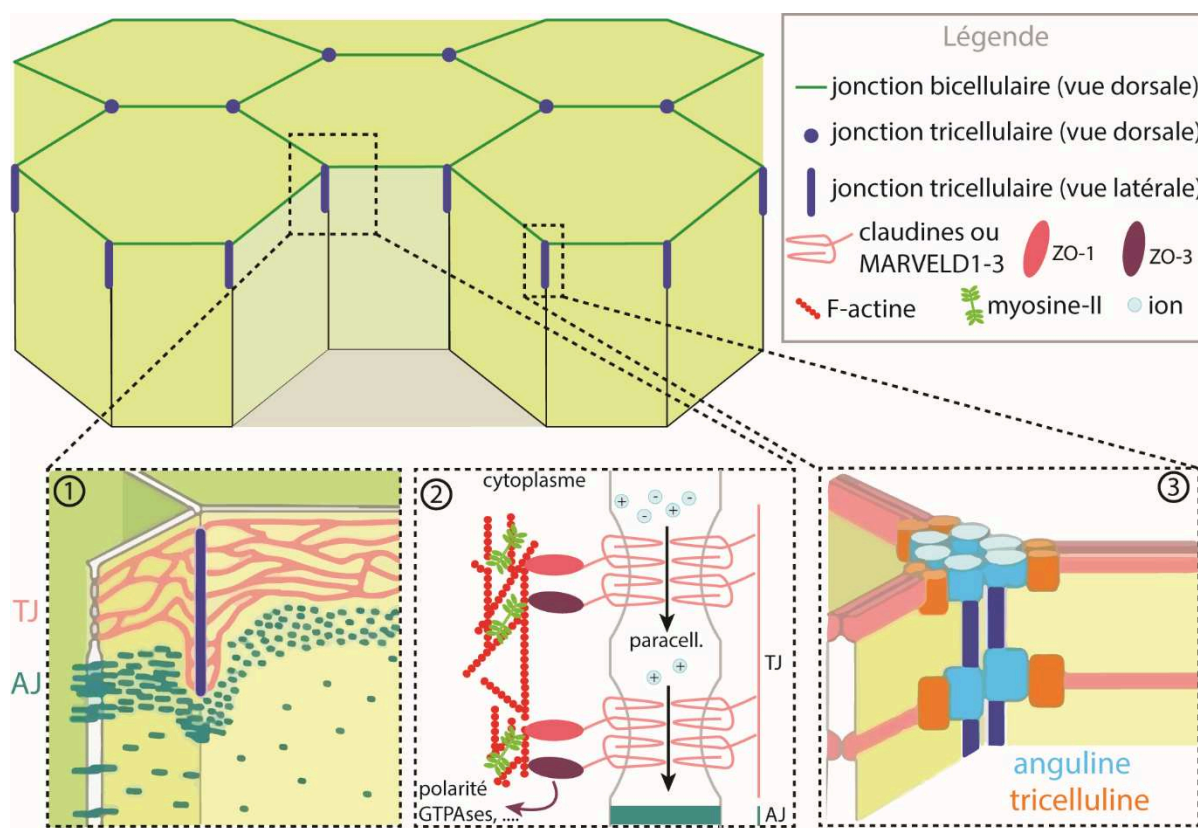 Légende
jonction bicellulaire (vue dorsale)
jonction tricellulaire (vue dorsale)
jonction tricellulaire (vue latérale)
claudines ou
MARVELD1-3
ZO-1
ZO-3
F-actine
myosine-II
ion
1
TJ
AJ
2
cytoplasme
+ - - - + +
paracell.
+ +
TJ
polarité
GTPAses, ....
AJ
3
anguline
tricelluline